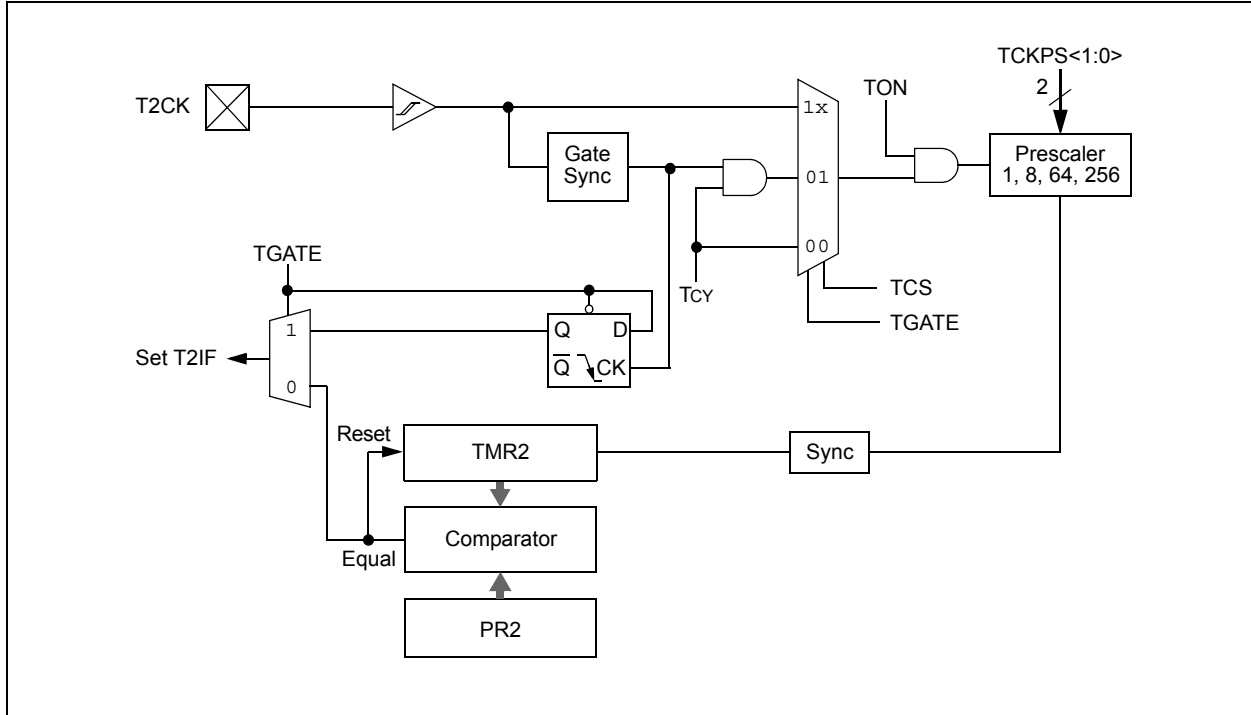 TCKPS<1:0>
2
TON
T2CK
1x
Gate
Sync
Prescaler
1, 8, 64, 256
01
00
TGATE
TCY
TCS
TGATE
1
Q
D
Set T2IF
Q
CK
0
Reset
TMR2
Sync
Equal
Comparator
PR2